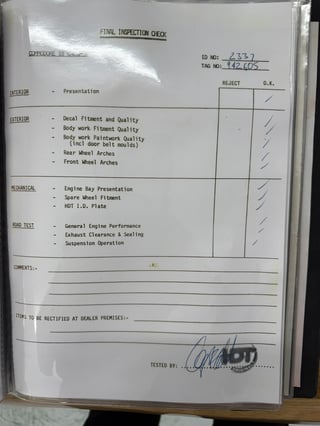 FINAL INSPECTION CHECK
COMMODORE
ID NO: 2337
TAG NO:
REJECT O.K.
INTERIOR - Presentation
EXTERIOR - Decal Fitment and Quality
- Body work Fitment Quality
- Body work Paintwork Quality
(incl door belt moulds)
- Rear Wheel Arches
- Front Wheel Arches
MECHANICAL - Engine Bay Presentation
- Spare Wheel Fitment
- HDT I.D. Plate
ROAD TEST - General Engine Performance
- Exhaust Clearance & Sealing
- Suspension Operation
COMMENTS:-
ITEMS TO BE RECTIFIED AT DEALER PREMISES:-
TESTED BY:
HDT